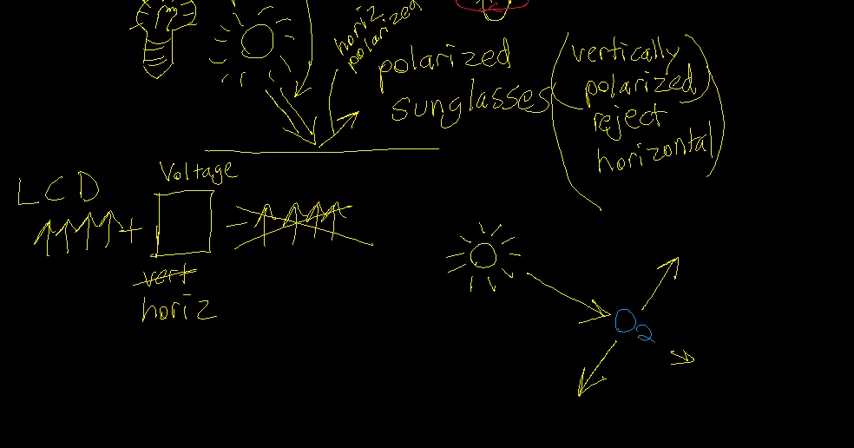 horiz
polarized
polarized
sunglasses
(vertically
polarized)
reject
horizontal
Voltage
LCD
+
vert
horiz
O2